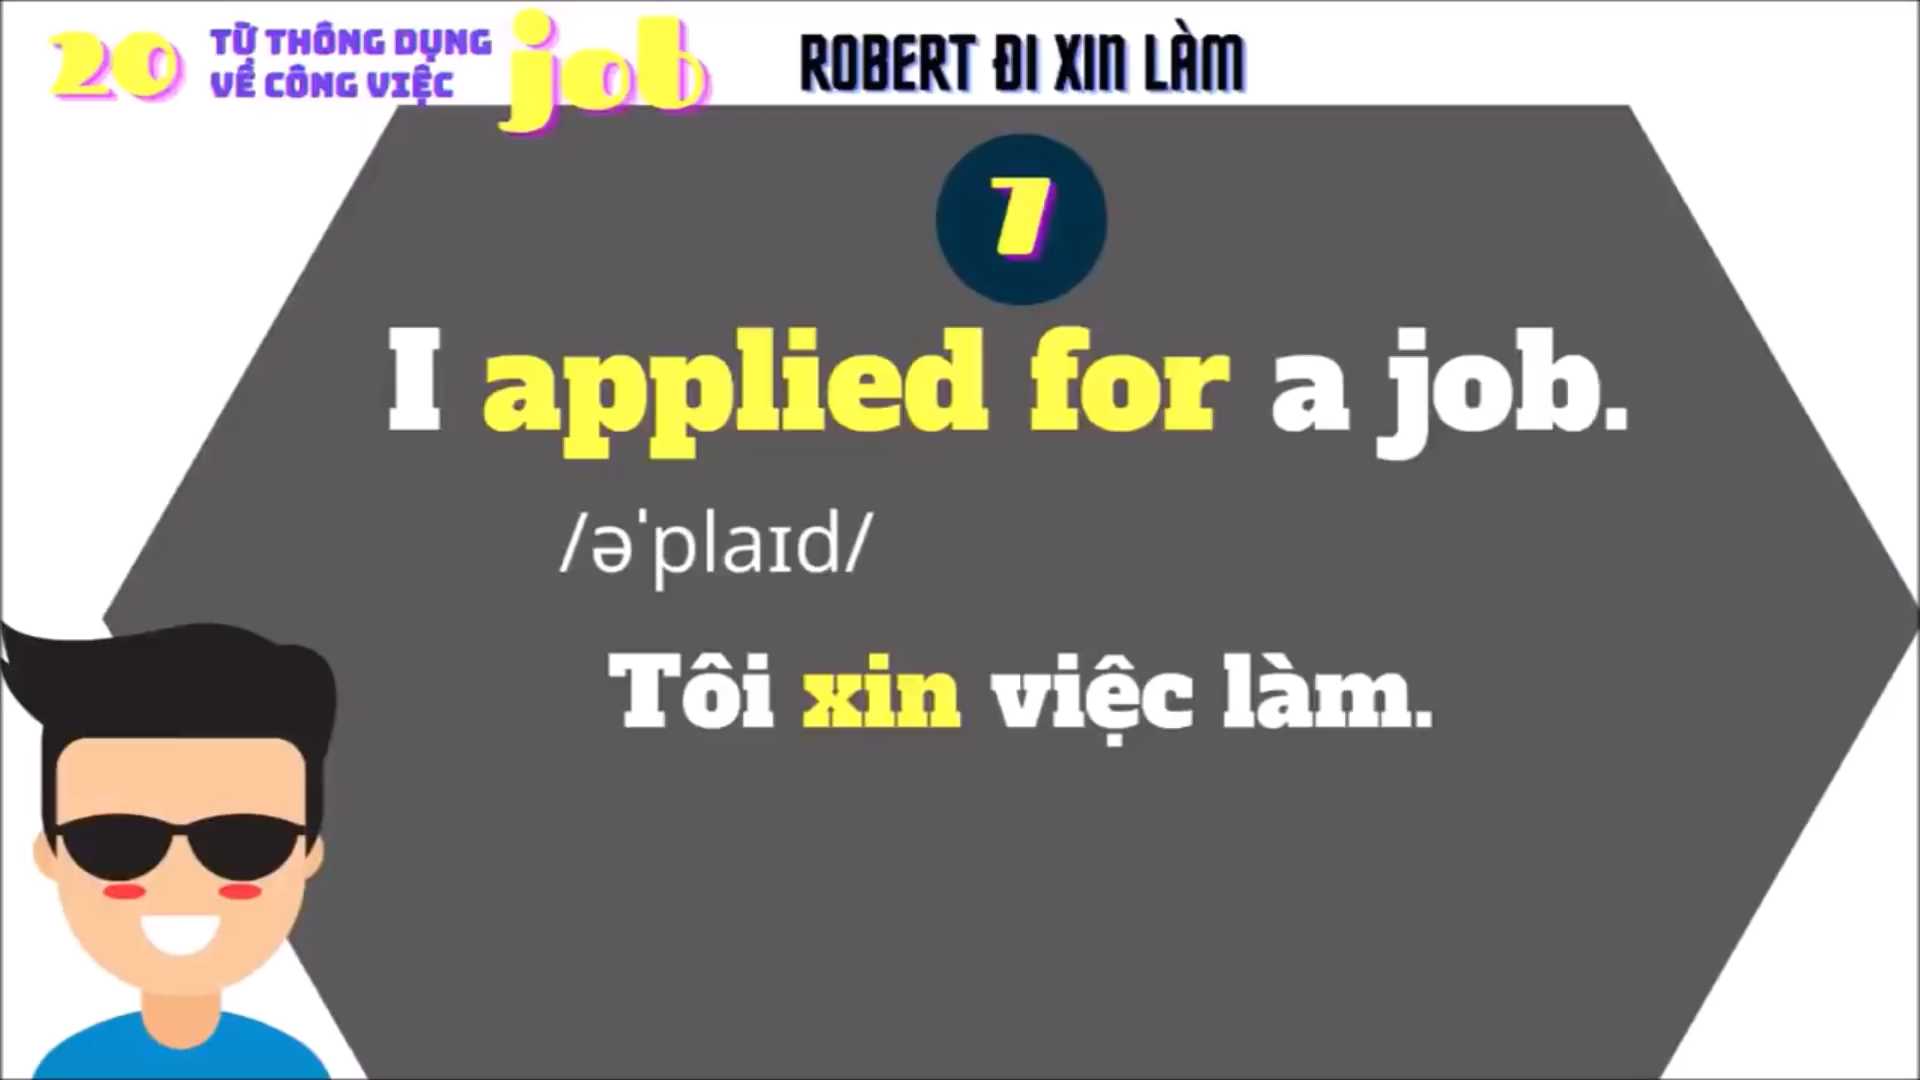 20
TỪ THÔNG DỤNG
VỀ CÔNG VIỆC
job
ROBERT ĐI XIN LÀM
7
I applied for a job.
/əˈplaɪd/
Tôi xin việc làm.